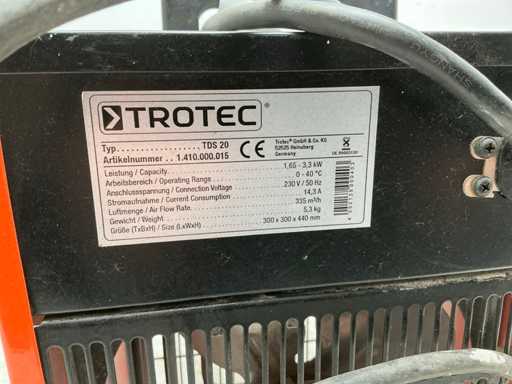 TROTEC®
Typ TDS 20
Artikelnummer 1.410.000.015
CE
Trotec® GmbH & Co. KG
52525 Heinsberg
Germany
Leistung / Capacity 1,65 - 3,3 kW
Arbeitsbereich / Operating Range 0 - 40 °C
Anschlusspannung / Connection Voltage 230 V / 50 Hz
Stromaufnahme / Current Consumption 14,3 A
Luftmenge / Air Flow Rate. 335 m³/h
Gewicht / Weight 5,3 kg
Größe (TxBxH) / Size (LxWxH) 300 x 300 x 440 mm